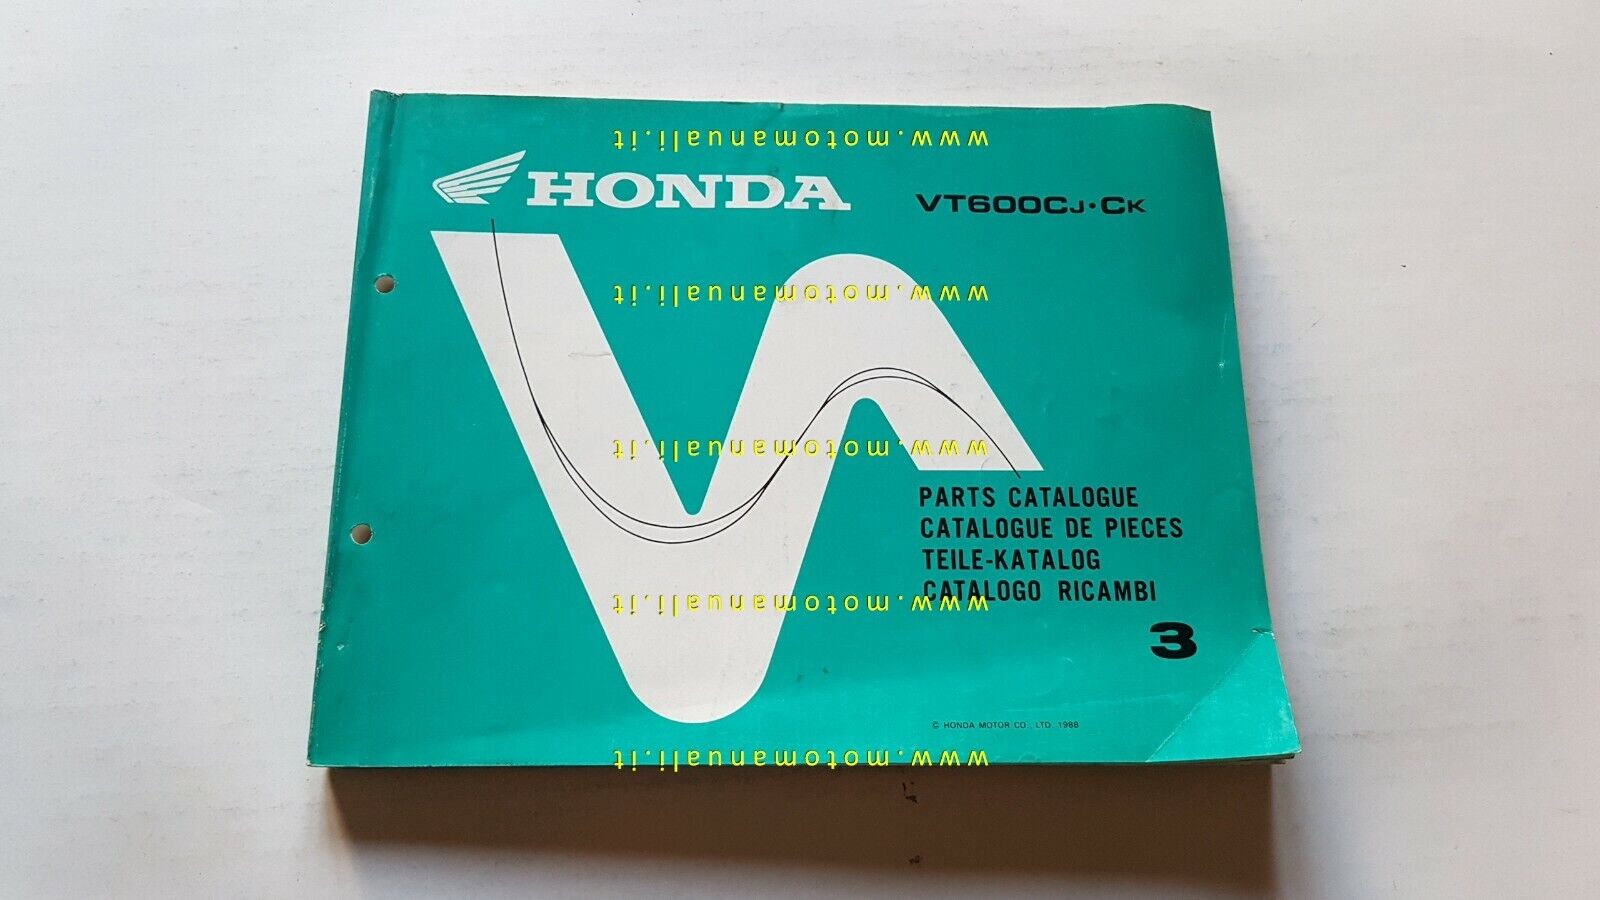 www.motomanuali.it
HONDA
VT600CJ·CK
www.motomanuali.it
www.motomanuali.it
PARTS CATALOGUE
CATALOGUE DE PIECES
TEILE-KATALOG
CATALOGO RICAMBI
www.motomanuali.it
3
© HONDA MOTOR CO., LTD. 1988
www.motomanuali.it